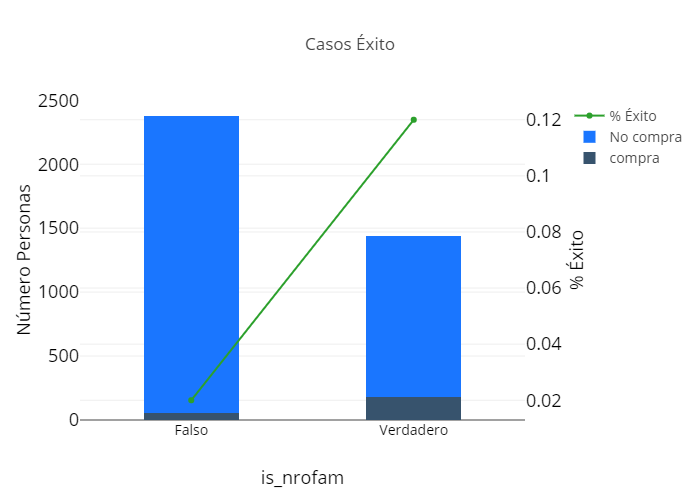 Casos Éxito
Número Personas
2500
2000
1500
1000
500
0
Falso
Verdadero
is_nrofam
0.12
0.1
0.08
0.06
0.04
0.02
% Éxito
% Éxito
No compra
compra